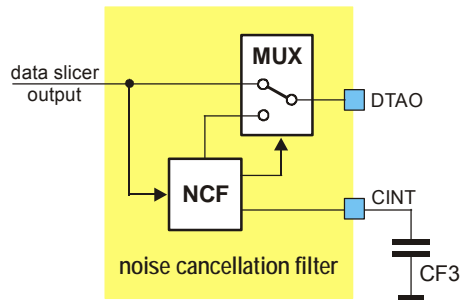 MUX
data slicer
output
DTAO
NCF
CINT
noise cancellation filter
CF3